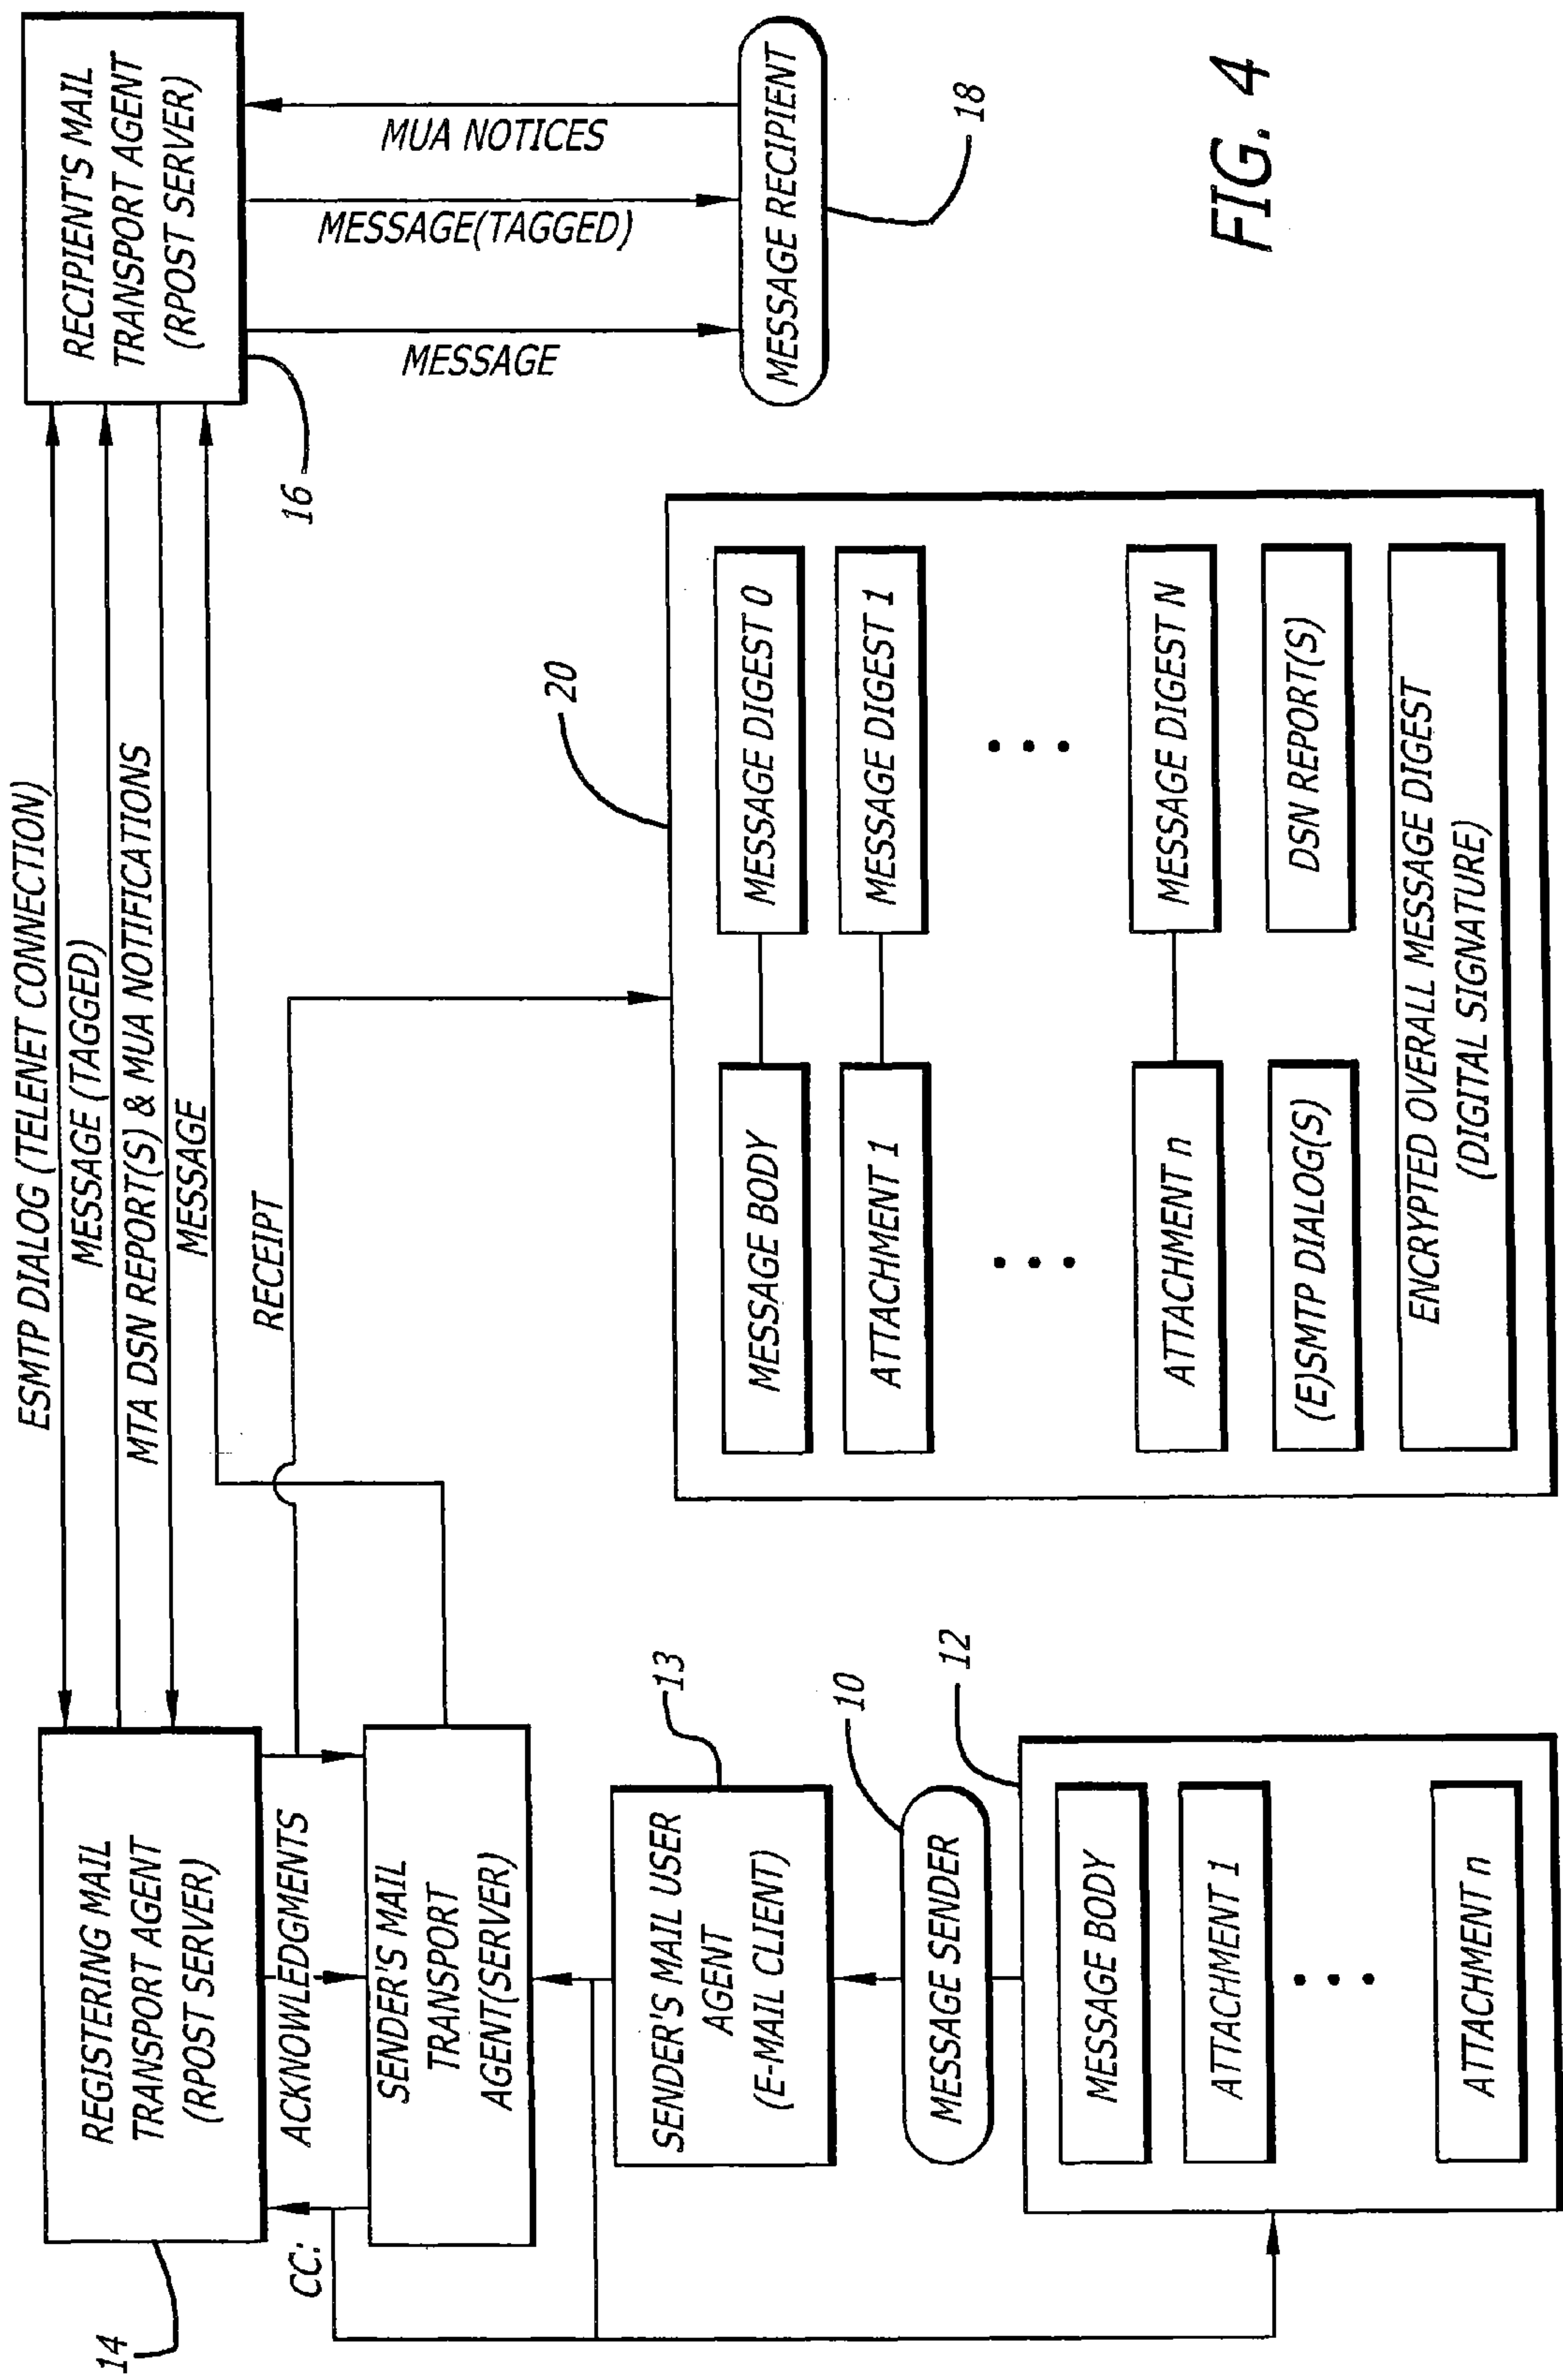 ESMTP DIALOG (TELENET CONNECTION)
MESSAGE (TAGGED)
MTA DSN REPORT(S) & MUA NOTIFICATIONS
MESSAGE
RECEIPT
14
REGISTERING MAIL
TRANSPORT AGENT
(RPOST SERVER)
CC:
ACKNOWLEDGMENTS
SENDER'S MAIL
TRANSPORT
AGENT(SERVER)
SENDER'S MAIL USER
AGENT
(E-MAIL CLIENT)
13
MESSAGE SENDER
10
12
MESSAGE BODY
ATTACHMENT 1
ATTACHMENT n
20
MESSAGE BODY
MESSAGE DIGEST 0
ATTACHMENT 1
MESSAGE DIGEST 1
ATTACHMENT n
MESSAGE DIGEST N
(E)SMTP DIALOG(S)
DSN REPORT(S)
ENCRYPTED OVERALL MESSAGE DIGEST
(DIGITAL SIGNATURE)
RECIPIENT'S MAIL
TRANSPORT AGENT
(RPOST SERVER)
16
MESSAGE
MESSAGE(TAGGED)
MUA NOTICES
MESSAGE RECIPIENT
18
FIG. 4